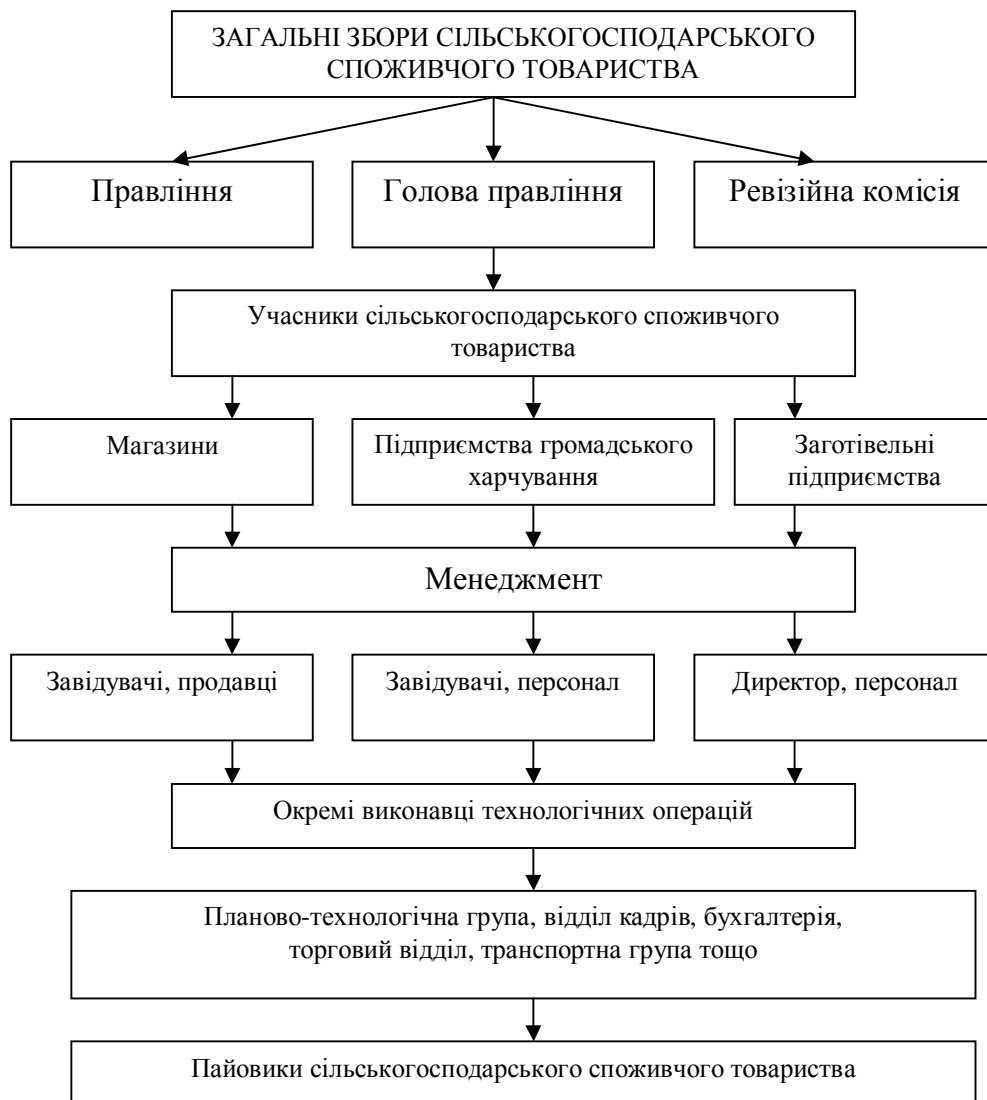 ЗАГАЛЬНІ ЗБОРИ СІЛЬСЬКОГОСПОДАРСЬКОГО
СПОЖИВЧОГО ТОВАРИСТВА
Правління
Голова правління
Ревізійна комісія
Учасники сільськогосподарського споживчого
товариства
Магазини
Підприємства громадського
харчування
Заготівельні
підприємства
Менеджмент
Завідувачі, продавці
Завідувачі, персонал
Директор, персонал
Окремі виконавці технологічних операцій
Планово-технологічна група, відділ кадрів, бухгалтерія,
торговий відділ, транспортна група тощо
Пайовики сільськогосподарського споживчого товариства